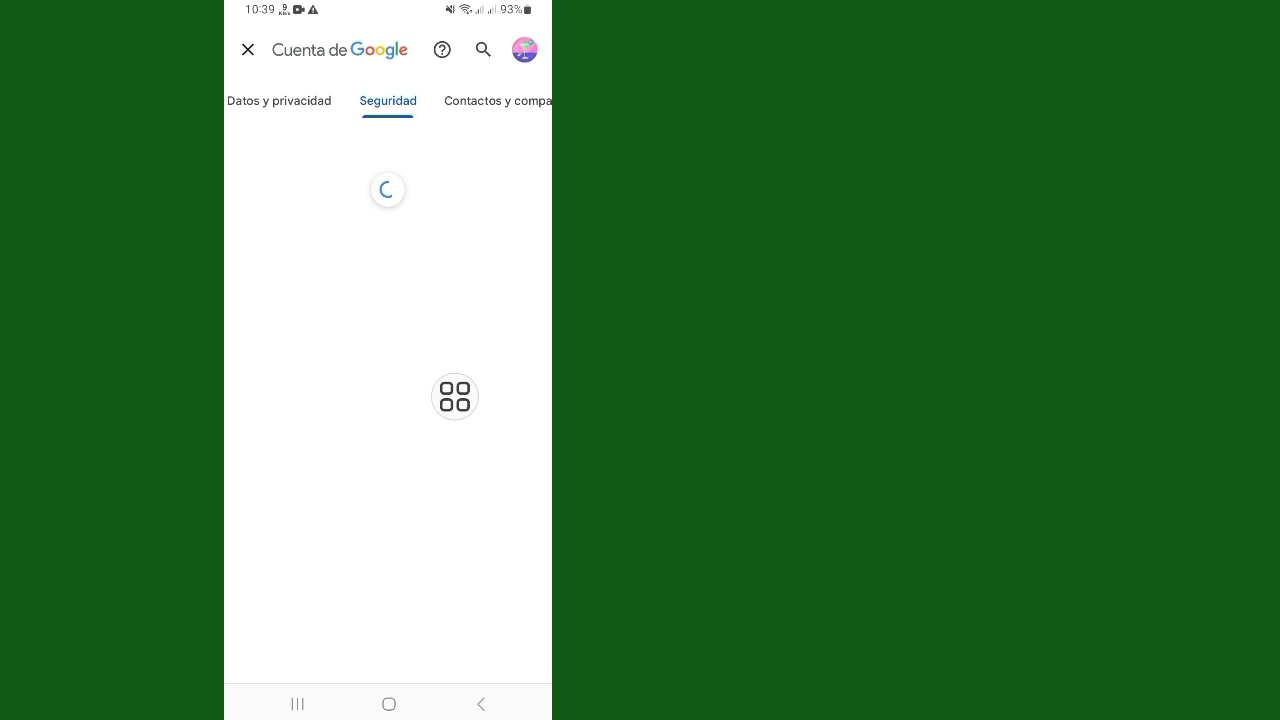 10:39
93%
Cuenta de Google
Datos y privacidad Seguridad Contactos y compa